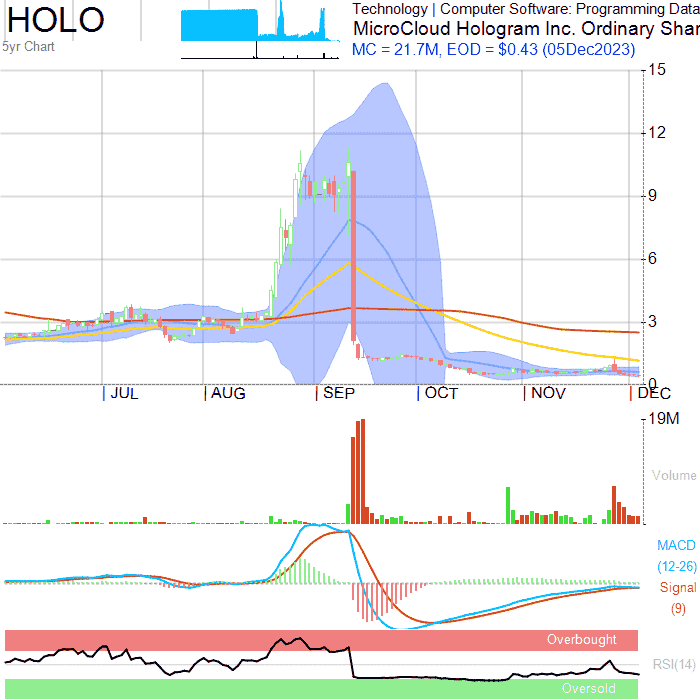 HOLO
5yr Chart
Technology | Computer Software: Programming Data
MicroCloud Hologram Inc. Ordinary Shar
MC = 21.7M, EOD = $0.43 (05Dec2023)
15
12
9
6
3
0
JUL AUG SEP OCT NOV DEC
19M
Volume
MACD
(12-26)
Signal
(9)
Overbought
RSI(14)
Oversold